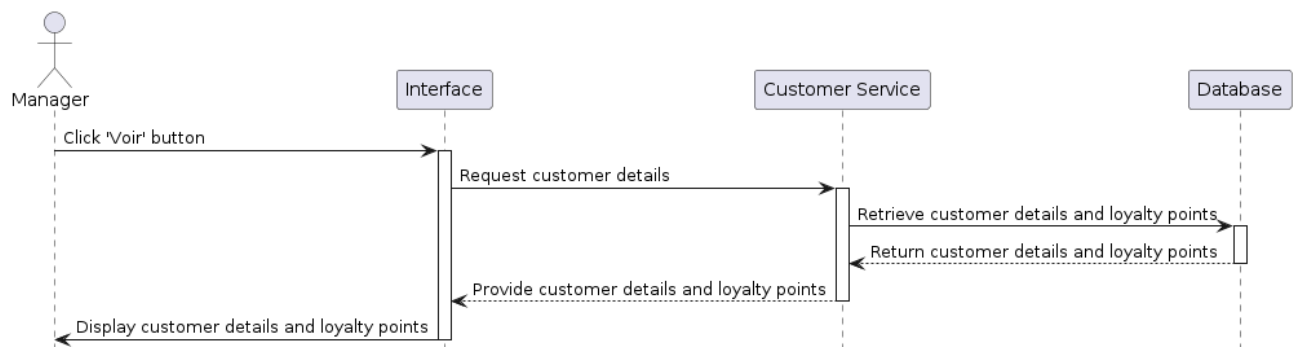 Manager
Interface
Customer Service
Database
Click 'Voir' button
Request customer details
Retrieve customer details and loyalty points
Return customer details and loyalty points
Provide customer details and loyalty points
Display customer details and loyalty points